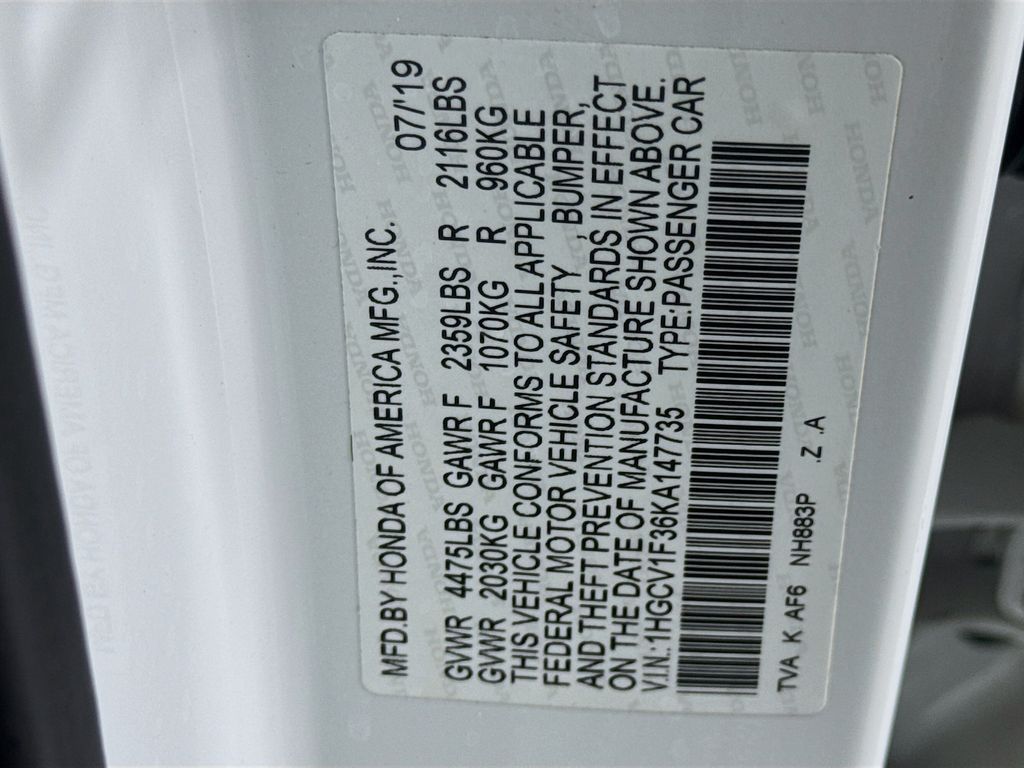 MFD.BY HONDA OF AMERICA MFG.,INC. 07/'19
GVWR 4475LBS GAWR F 2359LBS R 2116LBS
GVWR 2030KG GAWR F 1070KG R 960KG
THIS VEHICLE CONFORMS TO ALL APPLICABLE
FEDERAL MOTOR VEHICLE SAFETY, BUMPER,
AND THEFT PREVENTION STANDARDS IN EFFECT
ON THE DATE OF MANUFACTURE SHOWN ABOVE.
V.I.N.:1HGCV1F36KA147735 TYPE:PASSENGER CAR
TVA K AF6 NH883P .Z .A